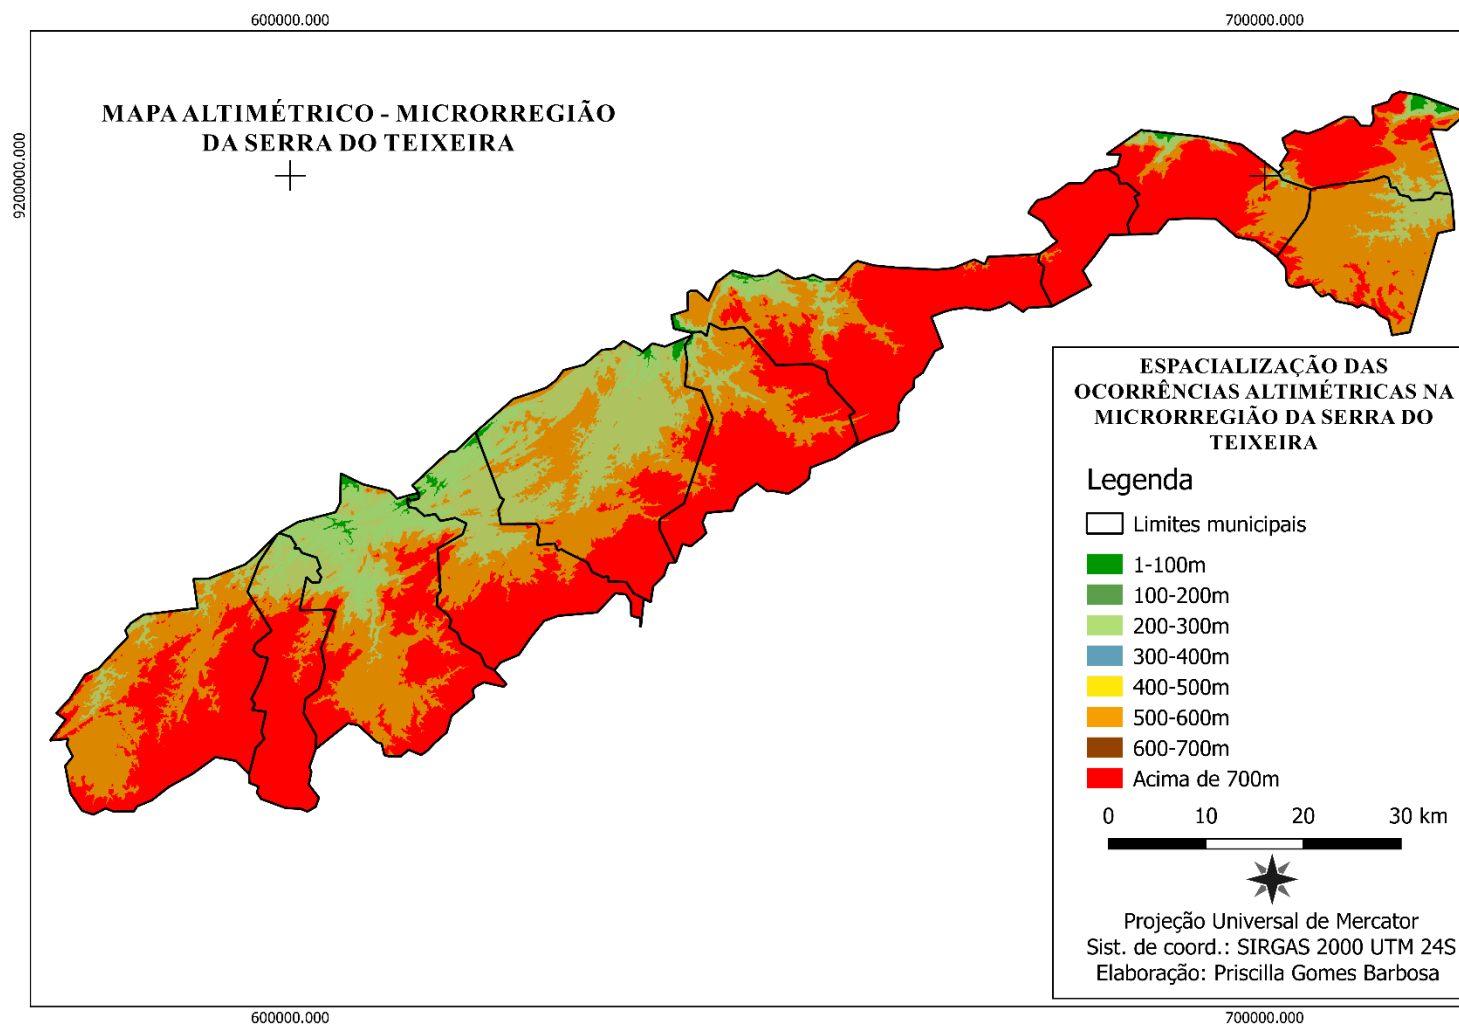 600000.000
700000.000
MAPA ALTIMÉTRICO - MICRORREGIÃO
DA SERRA DO TEIXEIRA
9200000.000
ESPACIALIZAÇÃO DAS
OCORRÊNCIAS ALTIMÉTRICAS NA
MICRORREGIÃO DA SERRA DO
TEIXEIRA
Legenda
Limites municipais
1-100m
100-200m
200-300m
300-400m
400-500m
500-600m
600-700m
Acima de 700m
0 10 20 30 km
Projeção Universal de Mercator
Sist. de coord.: SIRGAS 2000 UTM 24S
Elaboração: Priscilla Gomes Barbosa
600000.000
700000.000